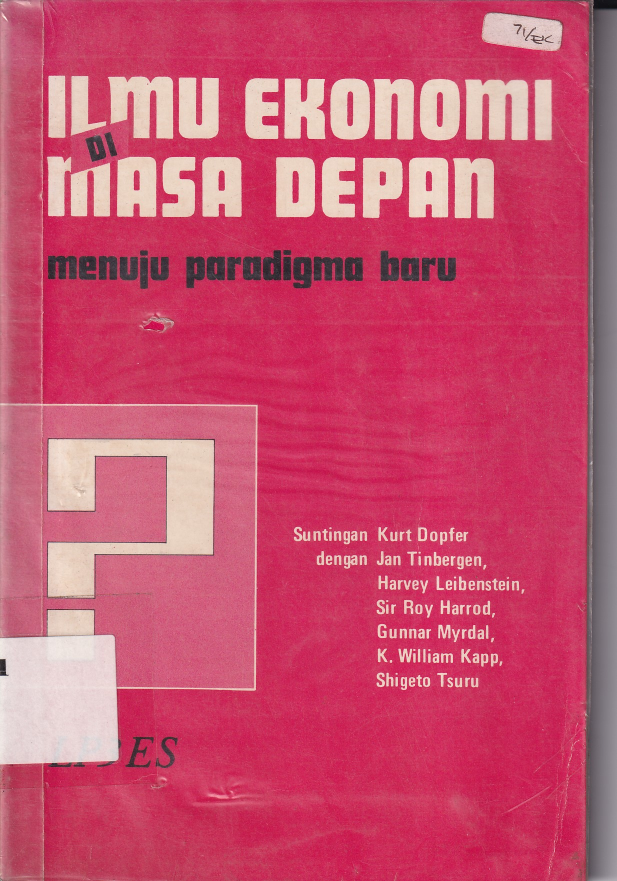 71/EK
ILMU EKONOMI
DI
MASA DEPAN
menuju paradigma baru
Suntingan Kurt Dopfer
dengan Jan Tinbergen,
Harvey Leibenstein,
Sir Roy Harrod,
Gunnar Myrdal,
K. William Kapp,
Shigeto Tsuru
LP3ES